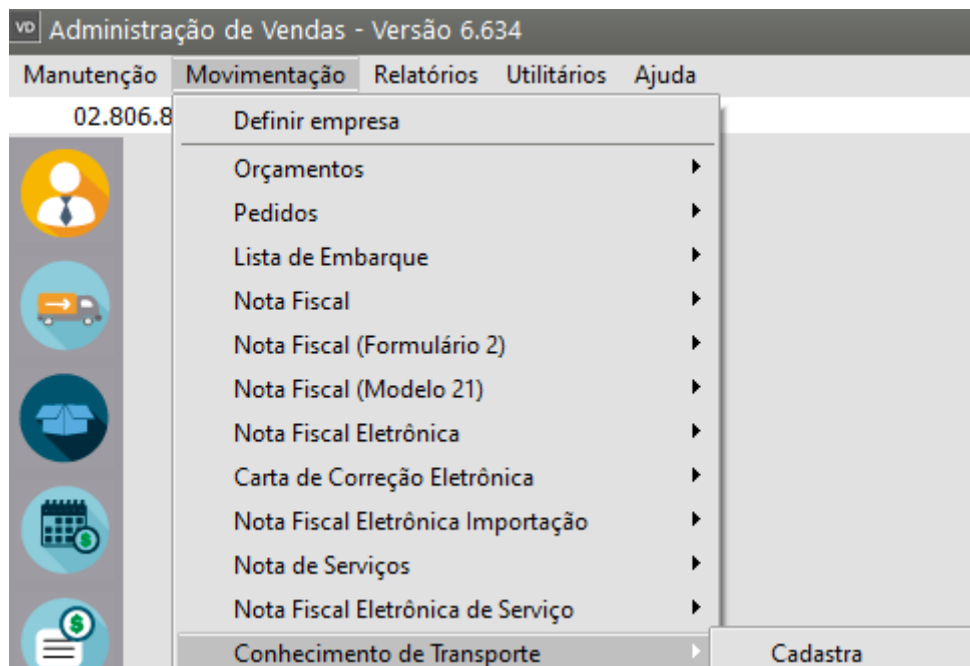 VD Administração de Vendas - Versão 6.634
Manutenção Movimentação Relatórios Utilitários Ajuda
02.806.8
Definir empresa
Orçamentos
Pedidos
Lista de Embarque
Nota Fiscal
Nota Fiscal (Formulário 2)
Nota Fiscal (Modelo 21)
Nota Fiscal Eletrônica
Carta de Correção Eletrônica
Nota Fiscal Eletrônica Importação
Nota de Serviços
Nota Fiscal Eletrônica de Serviço
Conhecimento de Transporte Cadastra